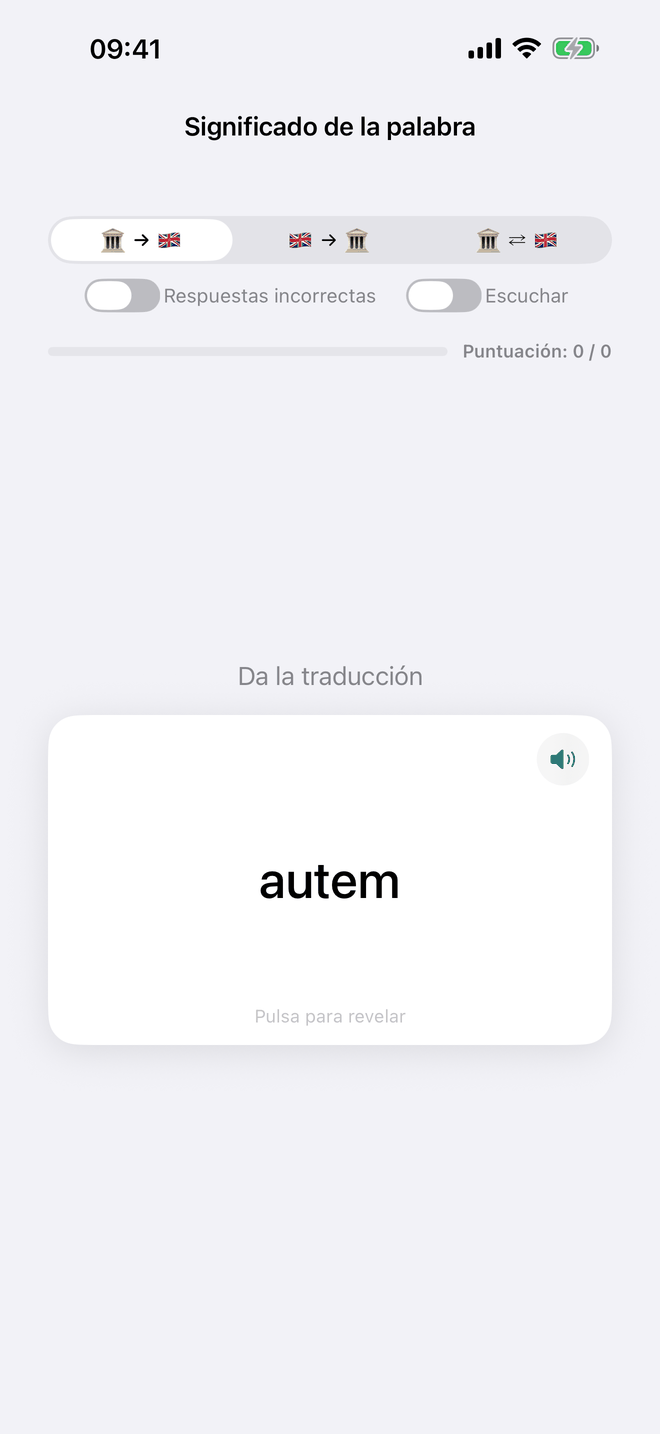 09:41
Significado de la palabra
🏛️ → 🇬🇧 🇬🇧 → 🏛️ 🏛️ ⇄ 🇬🇧
Respuestas incorrectas Escuchar
Puntuación: 0 / 0
Da la traducción
autem
Pulsa para revelar